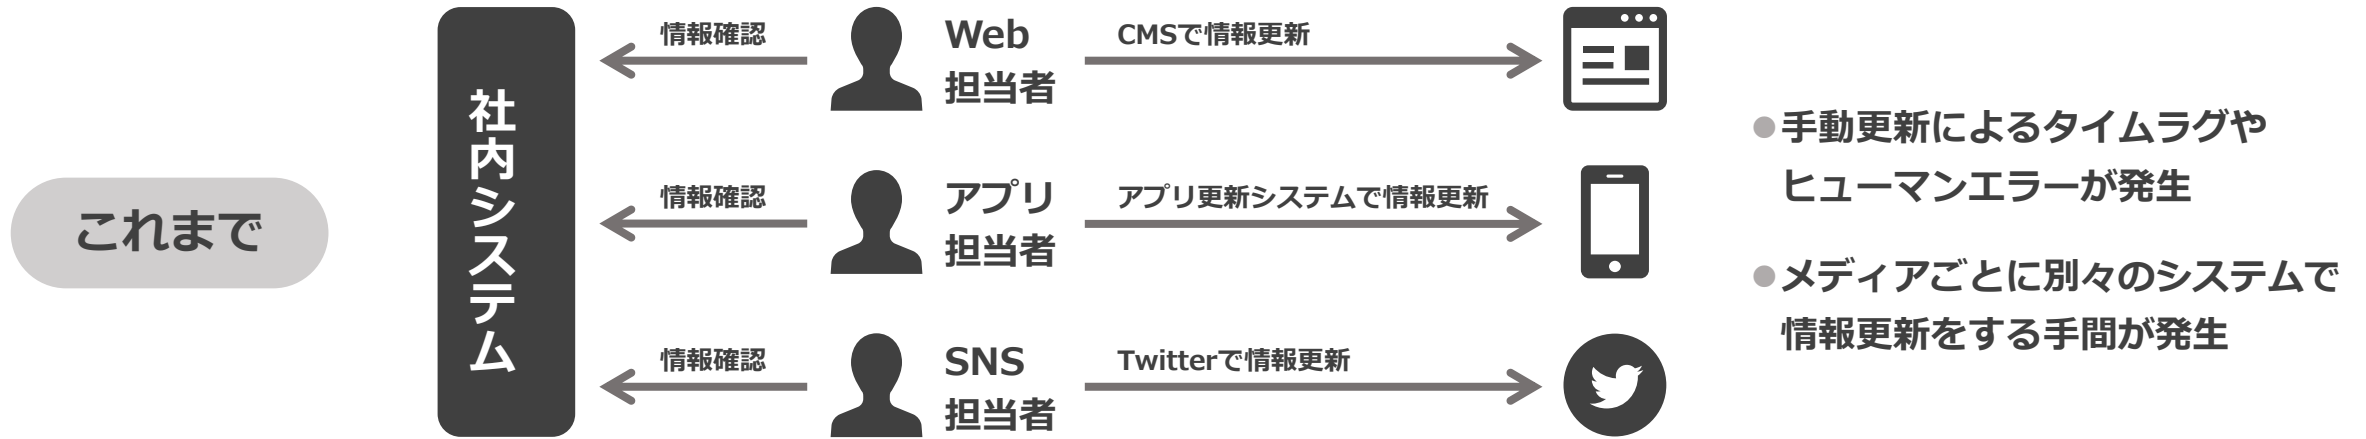 これまで
社内システム
情報確認
Web
担当者
CMSで情報更新
情報確認
アプリ
担当者
アプリ更新システムで情報更新
情報確認
SNS
担当者
Twitterで情報更新
●手動更新によるタイムラグや
ヒューマンエラーが発生
●メディアごとに別々のシステムで
情報更新をする手間が発生